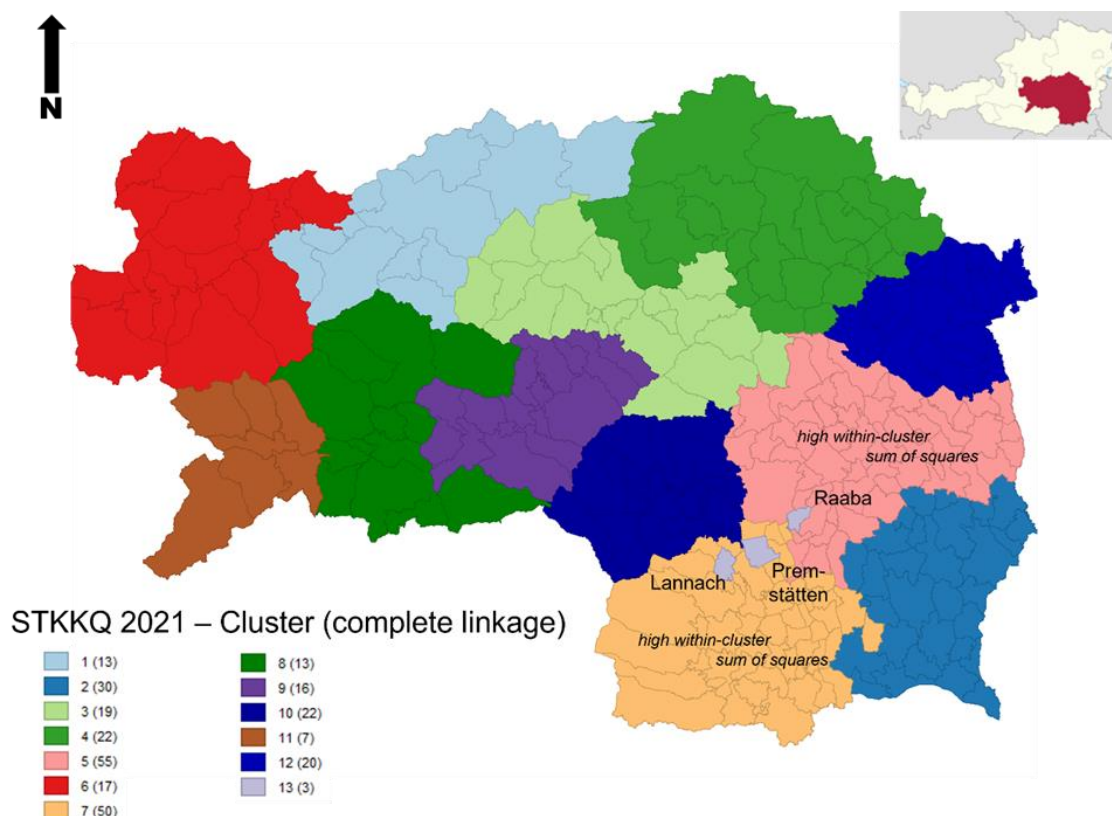 N
high within-cluster
sum of squares
Raaba
Lannach
Prem-
stätten
high within-cluster
sum of squares
STKKQ 2021 – Cluster (complete linkage)
1 (13)
2 (30)
3 (19)
4 (22)
5 (55)
6 (17)
7 (50)
8 (13)
9 (16)
10 (22)
11 (7)
12 (20)
13 (3)